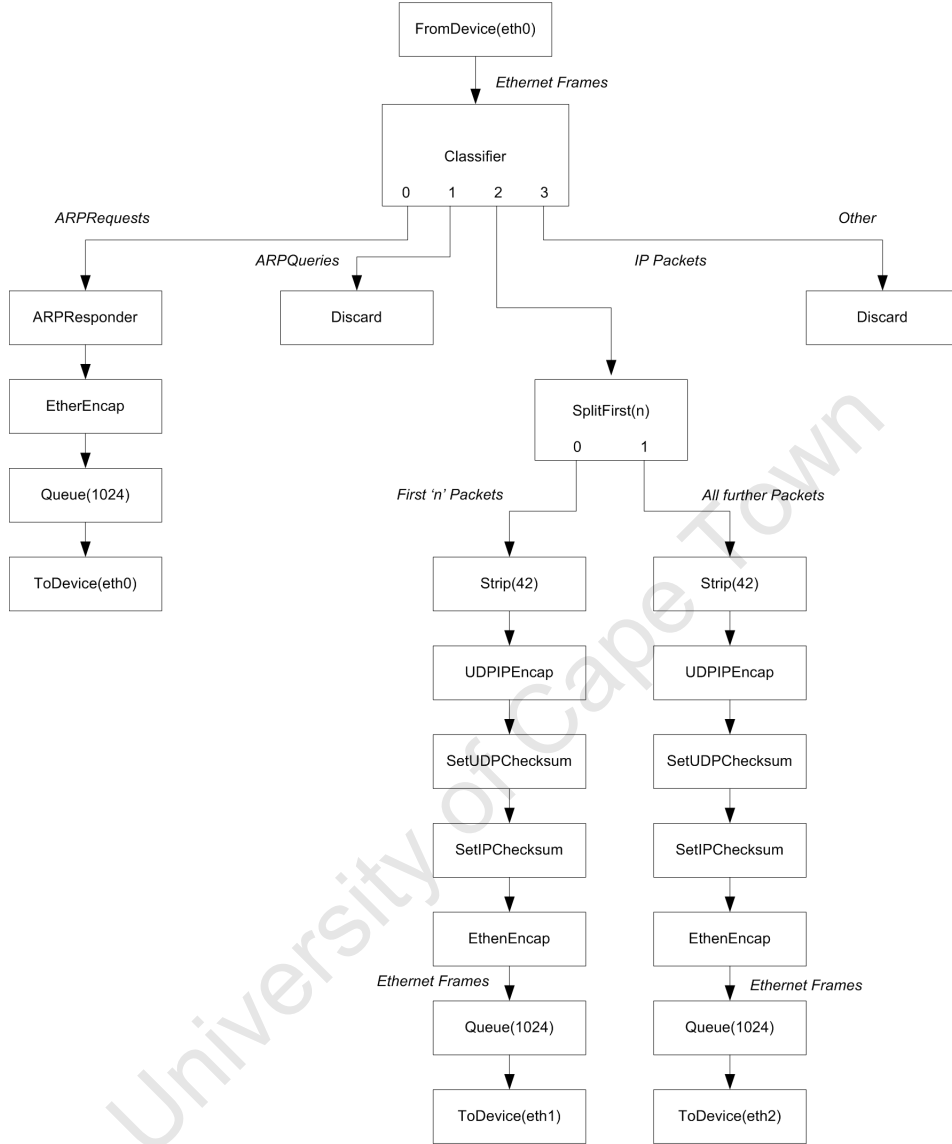 FromDevice(eth0)
Ethernet Frames
Classifier
0 1 2 3
ARPRequests
Other
ARPQueries
IP Packets
ARPResponder
Discard
Discard
EtherEncap
SplitFirst(n)
0 1
Queue(1024)
First ‘n’ Packets
All further Packets
ToDevice(eth0)
Strip(42)
Strip(42)
UDPIPEncap
UDPIPEncap
SetUDPChecksum
SetUDPChecksum
SetIPChecksum
SetIPChecksum
EthenEncap
EthenEncap
Ethernet Frames
Ethernet Frames
Queue(1024)
Queue(1024)
ToDevice(eth1)
ToDevice(eth2)
University of Cape Town